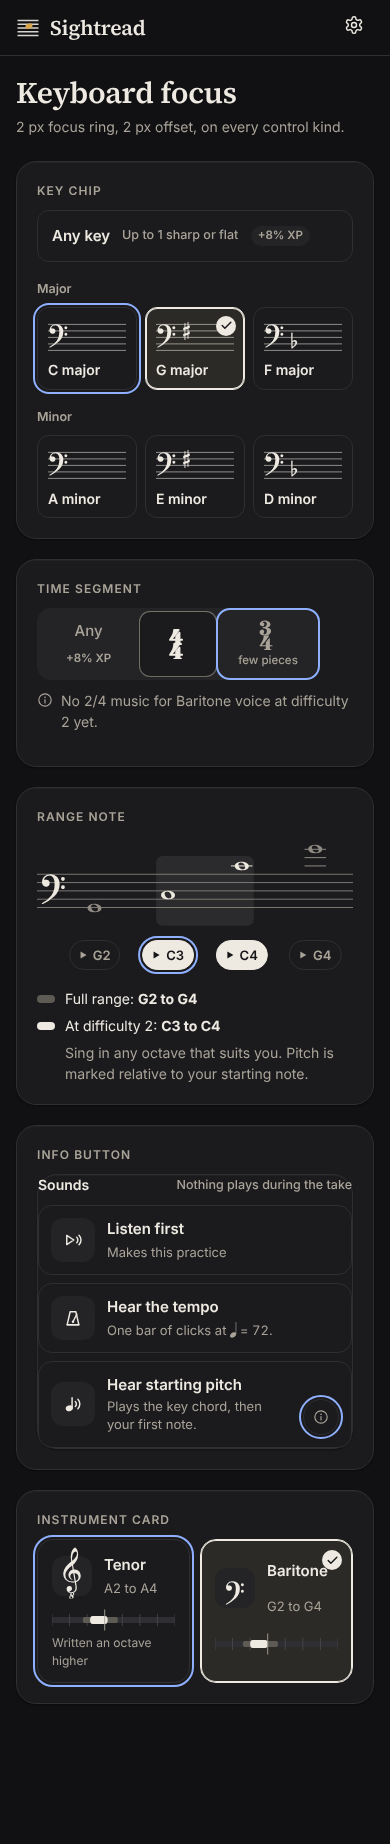 Sightread
Keyboard focus
2 px focus ring, 2 px offset, on every control kind.
KEY CHIP
Any key Up to 1 sharp or flat +8% XP
Major
C major G major F major
Minor
A minor E minor D minor
TIME SEGMENT
Any 4 3
+8% XP 4 4
few pieces
No 2/4 music for Baritone voice at difficulty
2 yet.
RANGE NOTE
G2 C3 C4 G4
Full range: G2 to G4
At difficulty 2: C3 to C4
Sing in any octave that suits you. Pitch is
marked relative to your starting note.
INFO BUTTON
Sounds Nothing plays during the take
Listen first
Makes this practice
Hear the tempo
One bar of clicks at ♩ = 72.
Hear starting pitch
Plays the key chord, then
your first note.
INSTRUMENT CARD
Tenor Baritone
A2 to A4 G2 to G4
8
Written an octave
higher